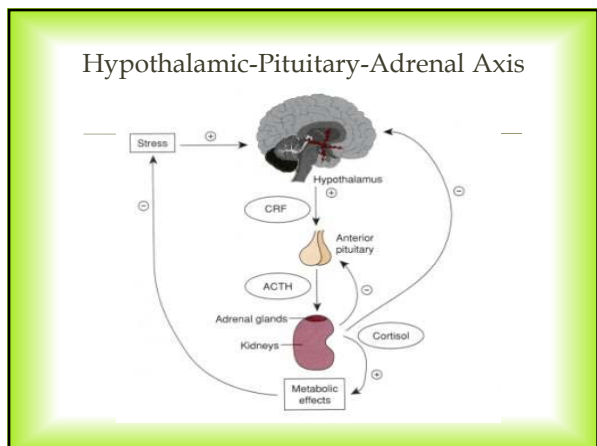 Hypothalamic-Pituitary-Adrenal Axis
+
Stress
Hypothalamus
−
+
−
CRF
Anterior
pituitary
ACTH
−
Adrenal glands
Cortisol
Kidneys
+
Metabolic
effects